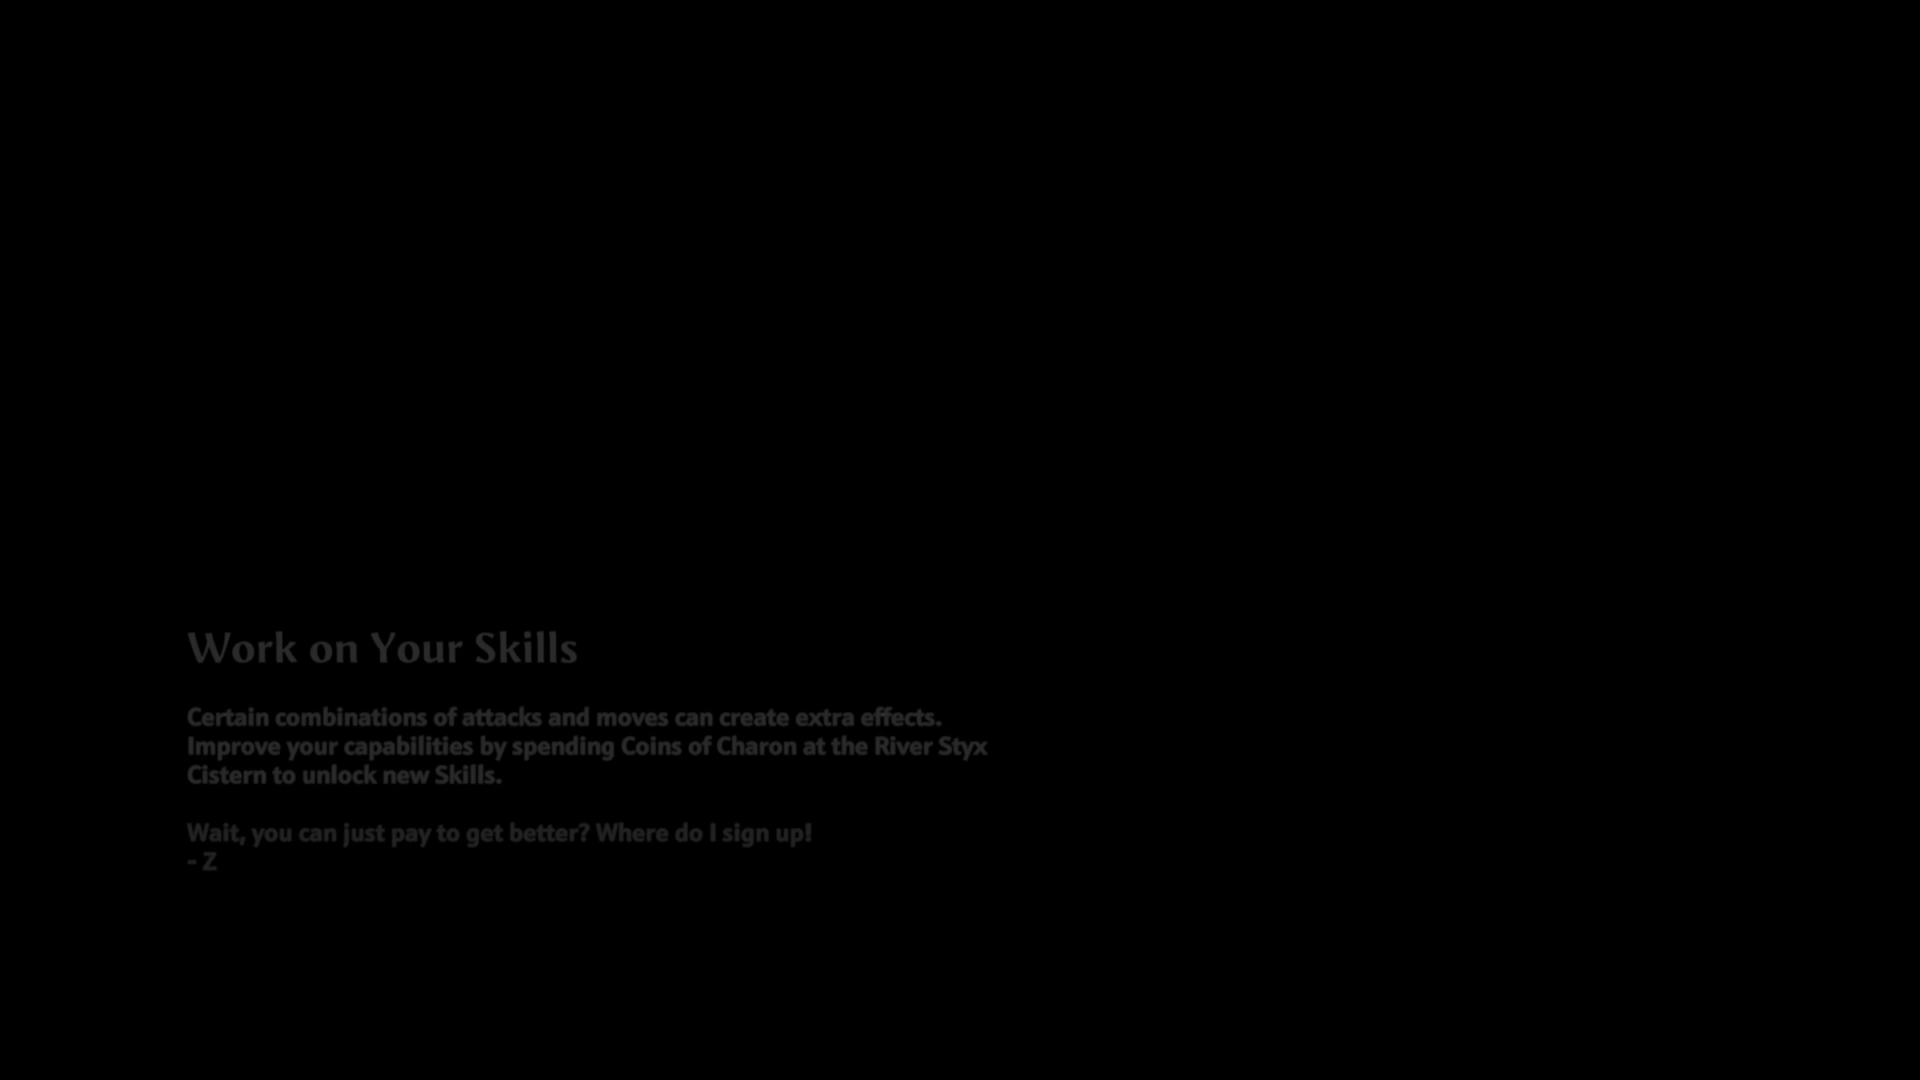 Work on Your Skills
Certain combinations of attacks and moves can create extra effects.
Improve your capabilities by spending Coins of Charon at the River Styx
Cistern to unlock new Skills.
Wait, you can just pay to get better? Where do I sign up!
- Z